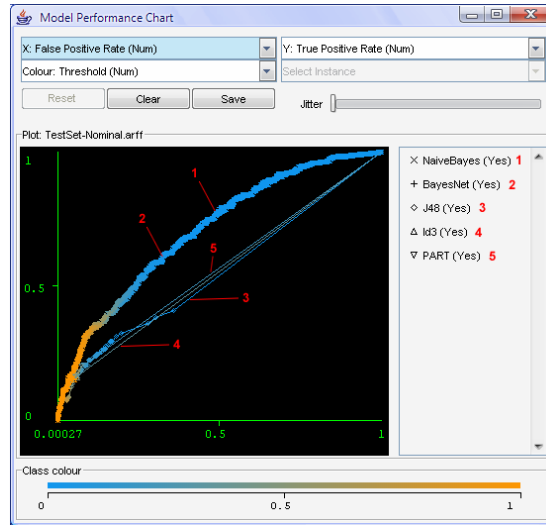 Model Performance Chart
X: False Positive Rate (Num)
Y: True Positive Rate (Num)
Colour: Threshold (Num)
Select Instance
Reset
Clear
Save
Jitter
Plot: TestSet-Nominal.arff
1
0.5
0
0.00027
0.5
1
1
2
5
3
4
× NaiveBayes (Yes) 1
+ BayesNet (Yes) 2
◇ J48 (Yes) 3
△ Id3 (Yes) 4
▽ PART (Yes) 5
Class colour
0
0.5
1